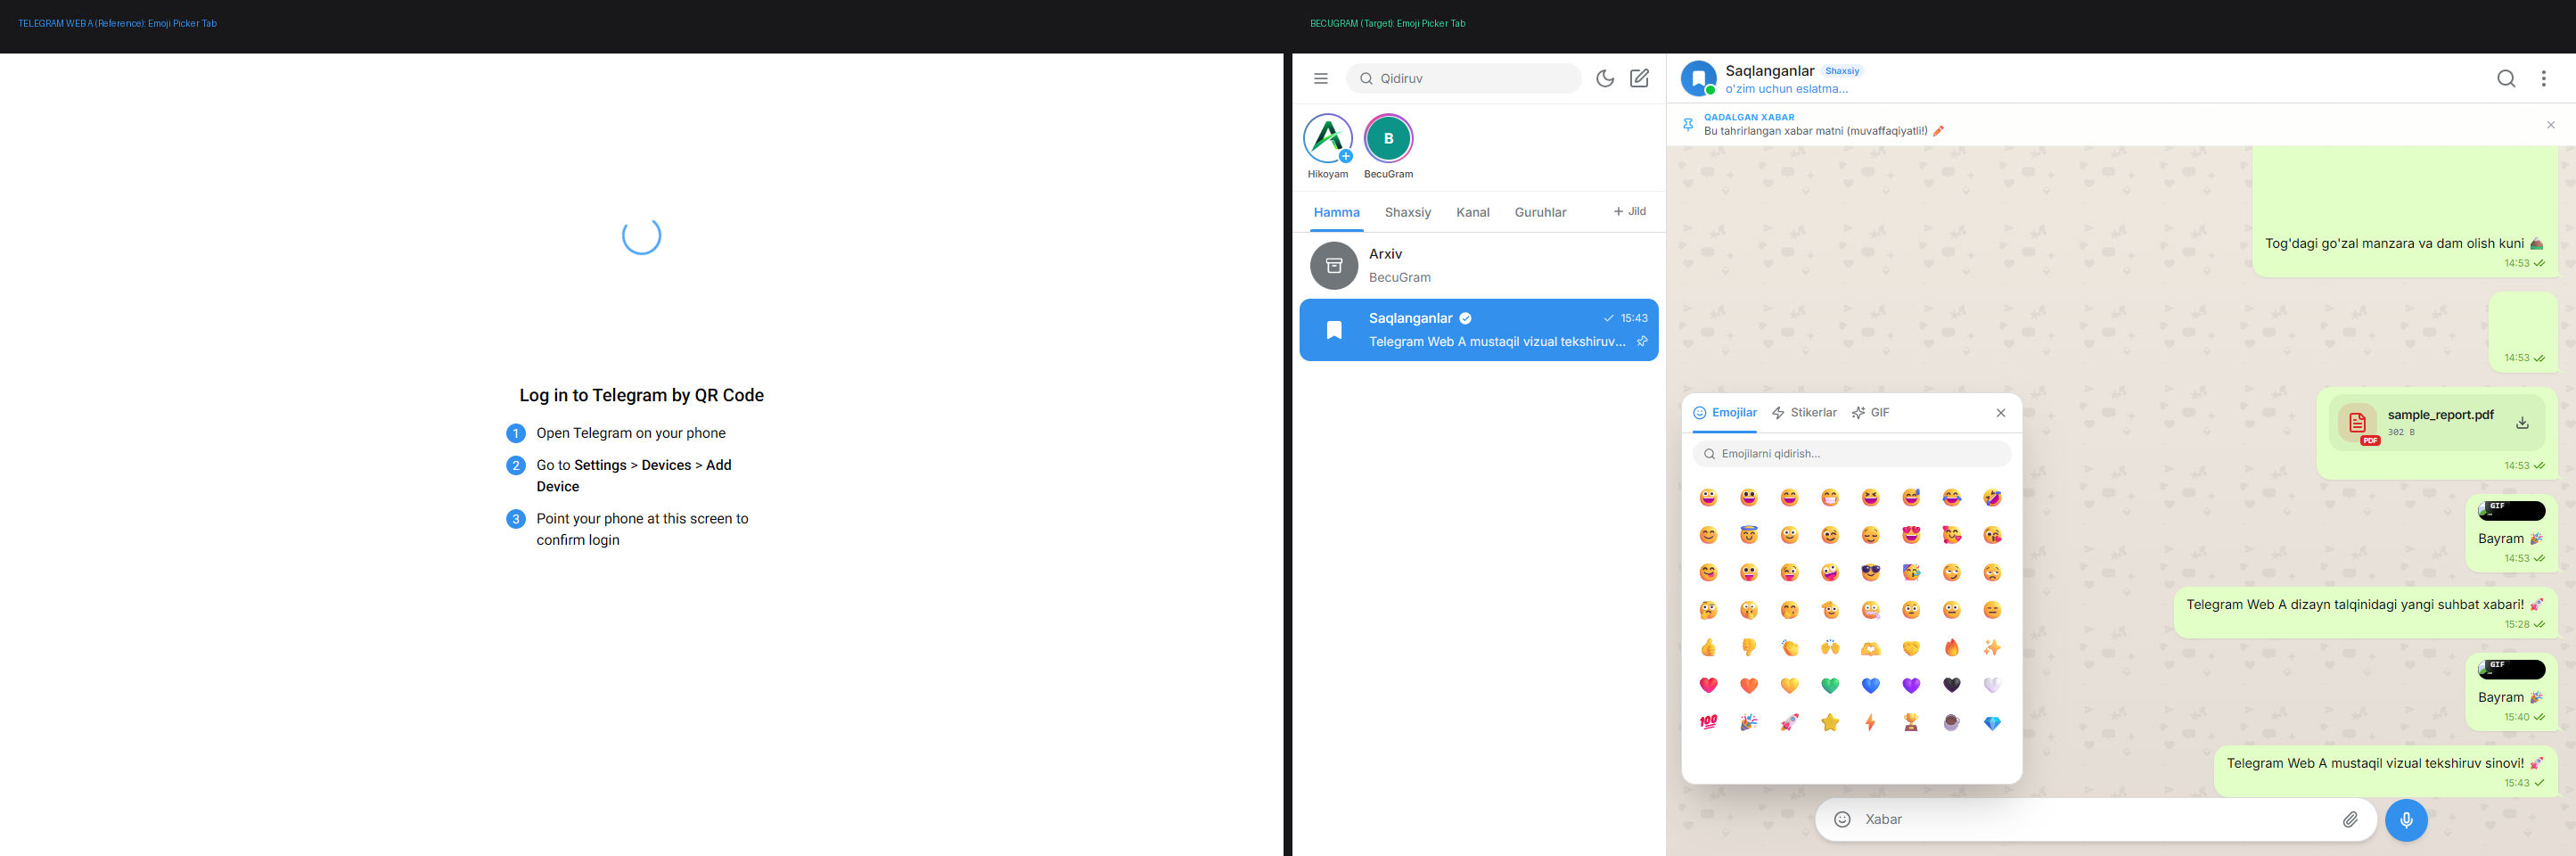 TELEGRAM WEB A (Reference): Emoji Picker Tab
Log in to Telegram by QR Code
1 Open Telegram on your phone
2 Go to Settings > Devices > Add
Device
3 Point your phone at this screen to
confirm login
BECUGRAM (Target): Emoji Picker Tab
Qidiruv
B
Hikoyam BecuGram
Hamma Shaxsiy Kanal Guruhlar + Jild
Arxiv
BecuGram
Saqlanganlar 15:43
Telegram Web A mustaqil vizual tekshiruv...
Saqlanganlar Shaxsiy
o'zim uchun eslatma...
QADALGAN XABAR
Bu tahrirlangan xabar matni (muvaffaqiyatli!)
Tog'dagi go'zal manzara va dam olish kuni
14:53
14:53
sample_report.pdf
302 B
PDF
14:53
GIF
Bayram
14:53
Telegram Web A dizayn talqinidagi yangi suhbat xabari!
15:28
GIF
Bayram
15:40
Telegram Web A mustaqil vizual tekshiruv sinovi!
15:43
Emojilar Stikerlar GIF
Emojilarni qidirish...
Xabar